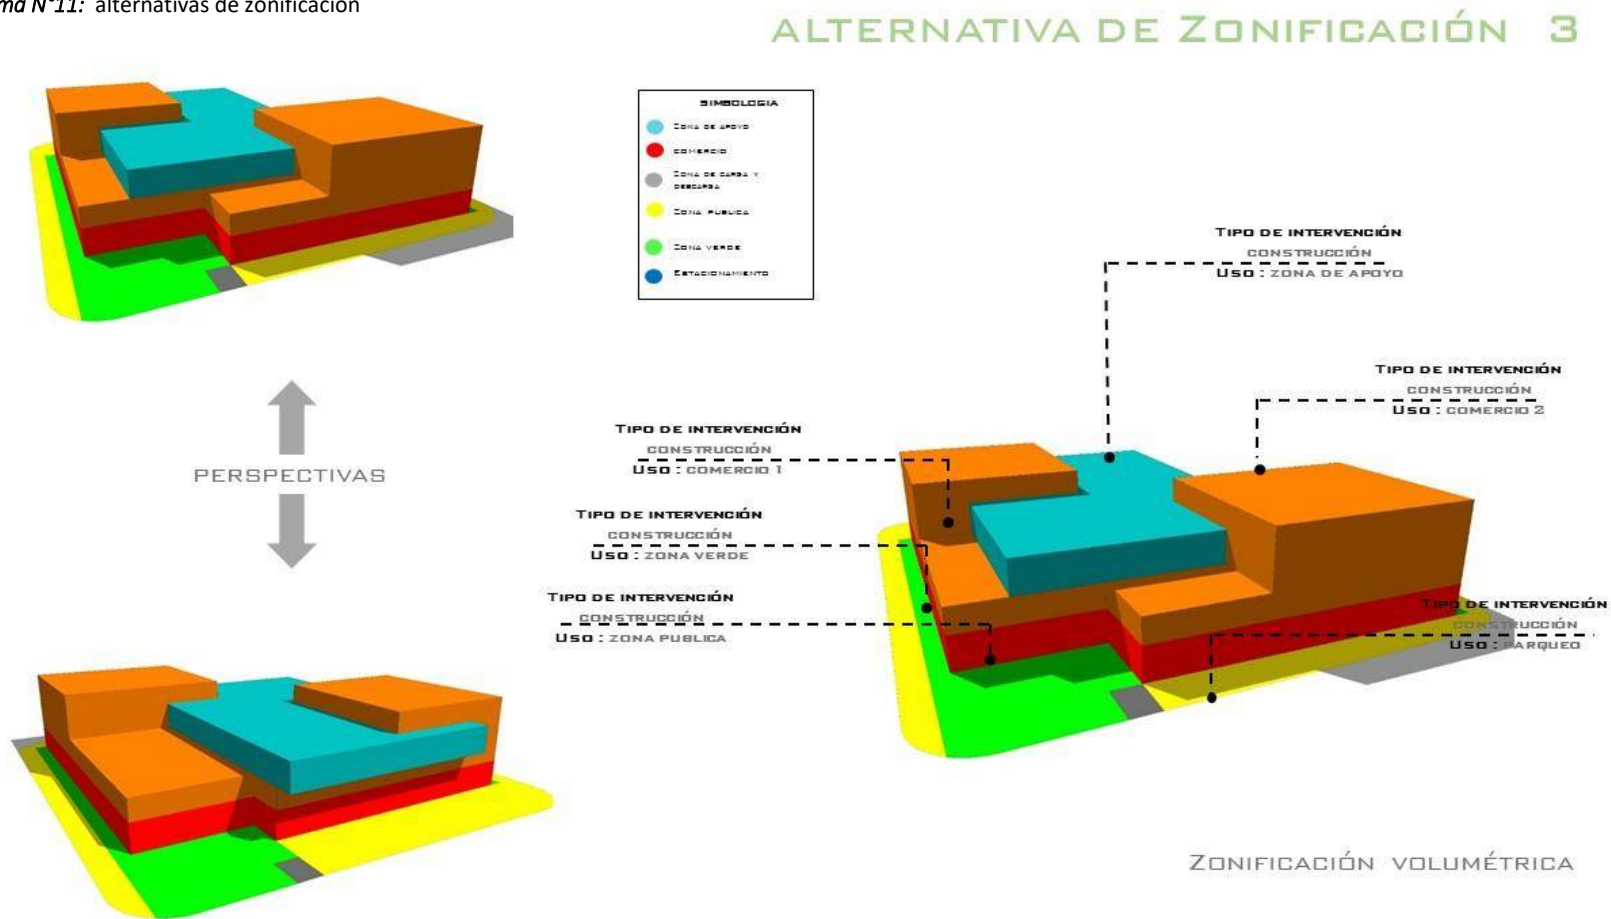 ma N°11: alternativas de zonificación
ALTERNATIVA DE ZONIFICACIÓN 3
SIMBOLOGIA
ZONA DE APOYO
COMERCIO
ZONA DE CARGA Y
DESCARGA
ZONA PUBLICA
ZONA VERDE
ESTACIONAMIENTO
TIPO DE INTERVENCIÓN
CONSTRUCCIÓN
USO : ZONA DE APOYO
TIPO DE INTERVENCIÓN
CONSTRUCCIÓN
USO : COMERCIO 2
TIPO DE INTERVENCIÓN
CONSTRUCCIÓN
USO : COMERCIO 1
PERSPECTIVAS
TIPO DE INTERVENCIÓN
CONSTRUCCIÓN
USO : ZONA VERDE
TIPO DE INTERVENCIÓN
CONSTRUCCIÓN
USO : ZONA PUBLICA
TIPO DE INTERVENCIÓN
CONSTRUCCIÓN
USO : PARQUEO
ZONIFICACIÓN VOLUMÉTRICA